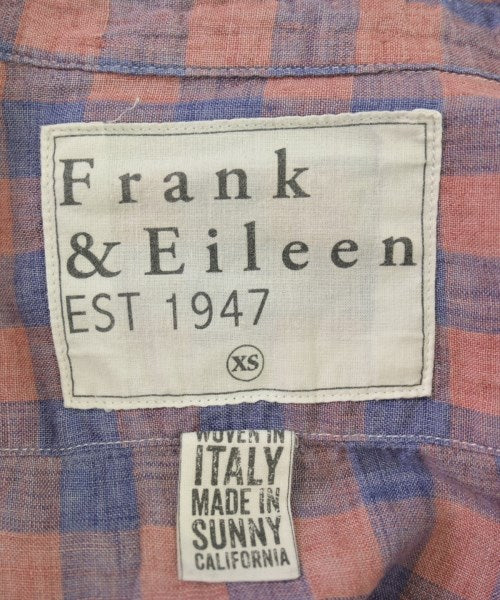 Frank
& Eileen
EST 1947
XS
WOVEN IN
ITALY
MADE IN
SUNNY
CALIFORNIA